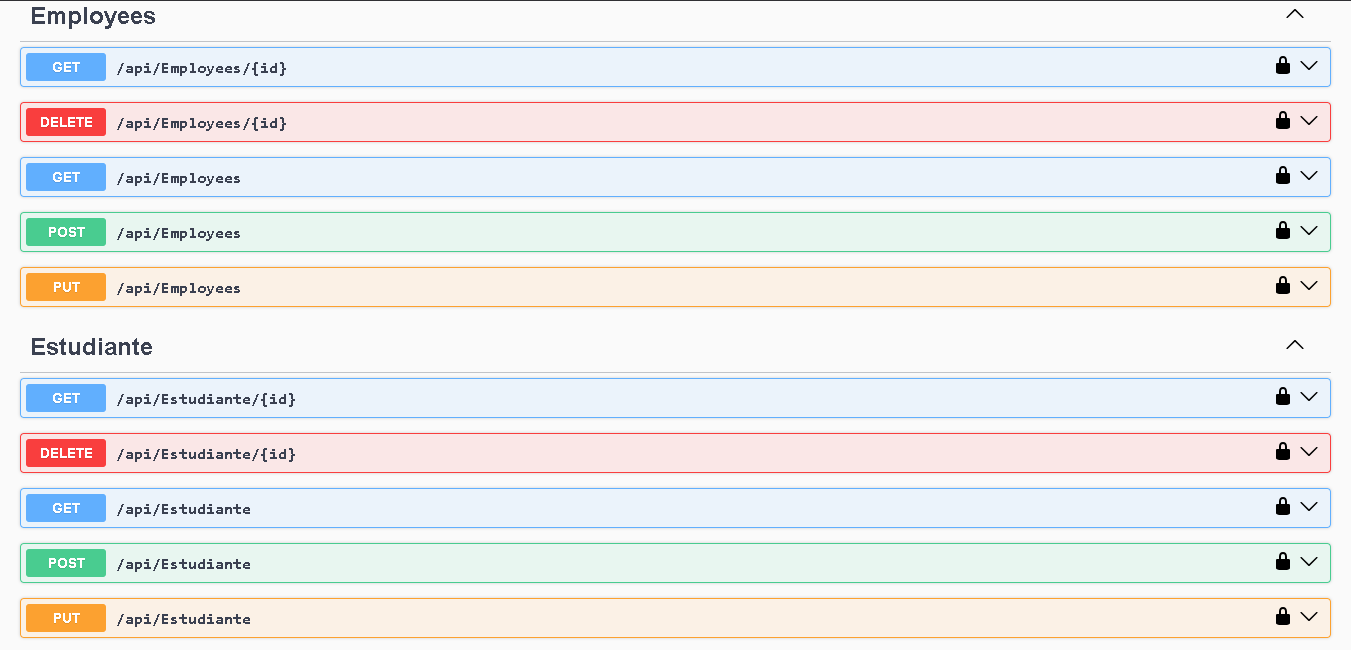 Employees
GET /api/Employees/{id}
DELETE /api/Employees/{id}
GET /api/Employees
POST /api/Employees
PUT /api/Employees
Estudiante
GET /api/Estudiante/{id}
DELETE /api/Estudiante/{id}
GET /api/Estudiante
POST /api/Estudiante
PUT /api/Estudiante